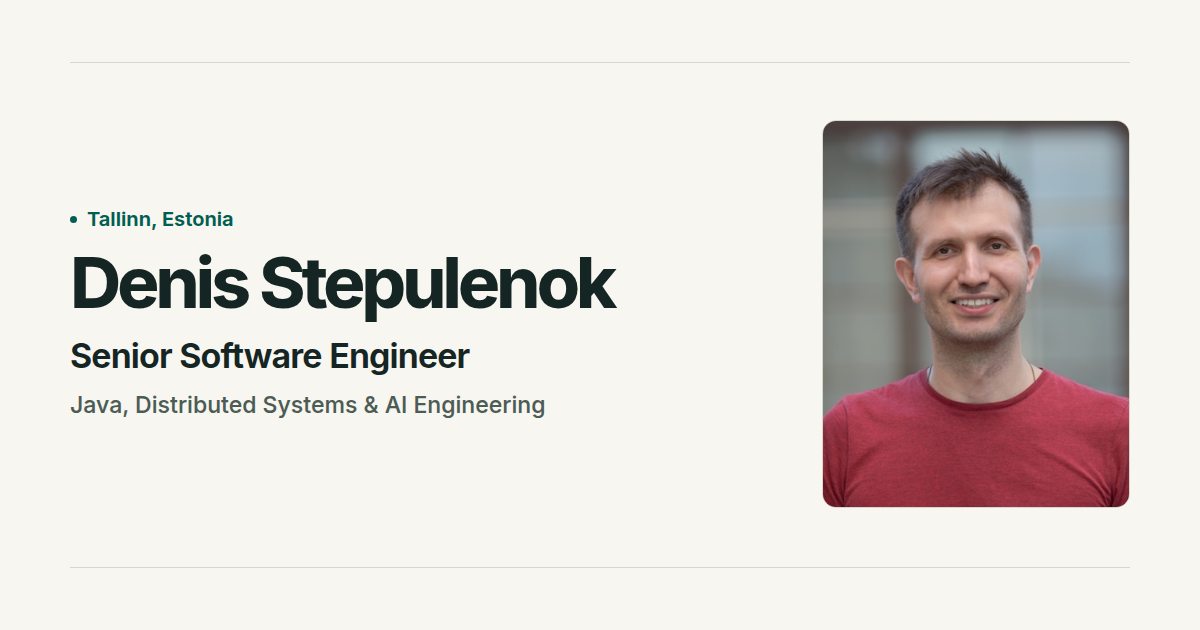 Tallinn, Estonia
Denis Stepulenok
Senior Software Engineer
Java, Distributed Systems & AI Engineering